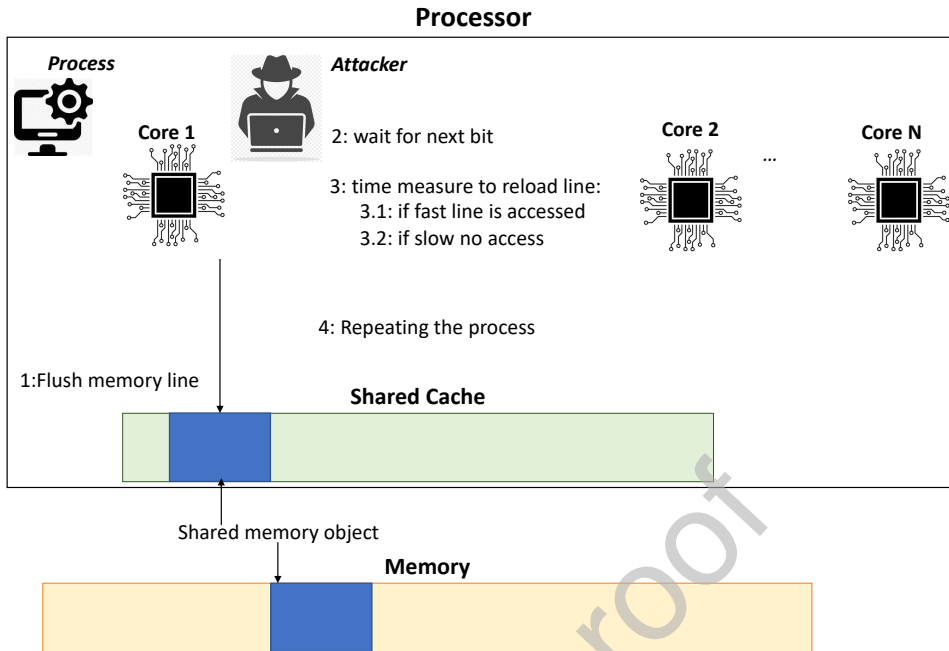 Processor
Process
Attacker
Core 1
2: wait for next bit
Core 2
...
Core N
3: time measure to reload line:
3.1: if fast line is accessed
3.2: if slow no access
4: Repeating the process
1:Flush memory line
Shared Cache
Shared memory object
Memory
roof